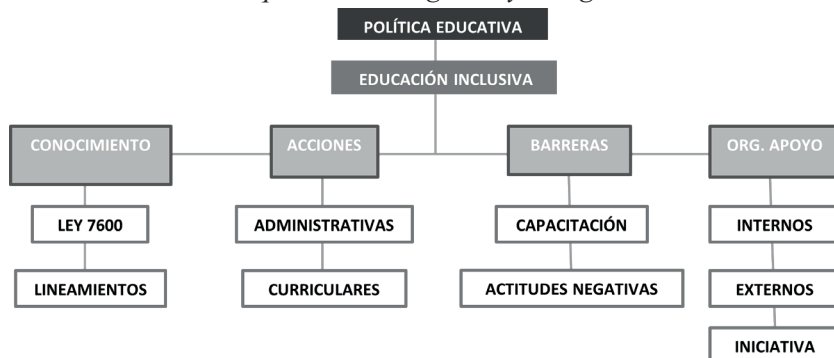 POLÍTICA EDUCATIVA
EDUCACIÓN INCLUSIVA
CONOCIMIENTO
ACCIONES
BARRERAS
ORG. APOYO
LEY 7600
ADMINISTRATIVAS
CAPACITACIÓN
INTERNOS
LINEAMIENTOS
CURRICULARES
ACTITUDES NEGATIVAS
EXTERNOS
INICIATIVA